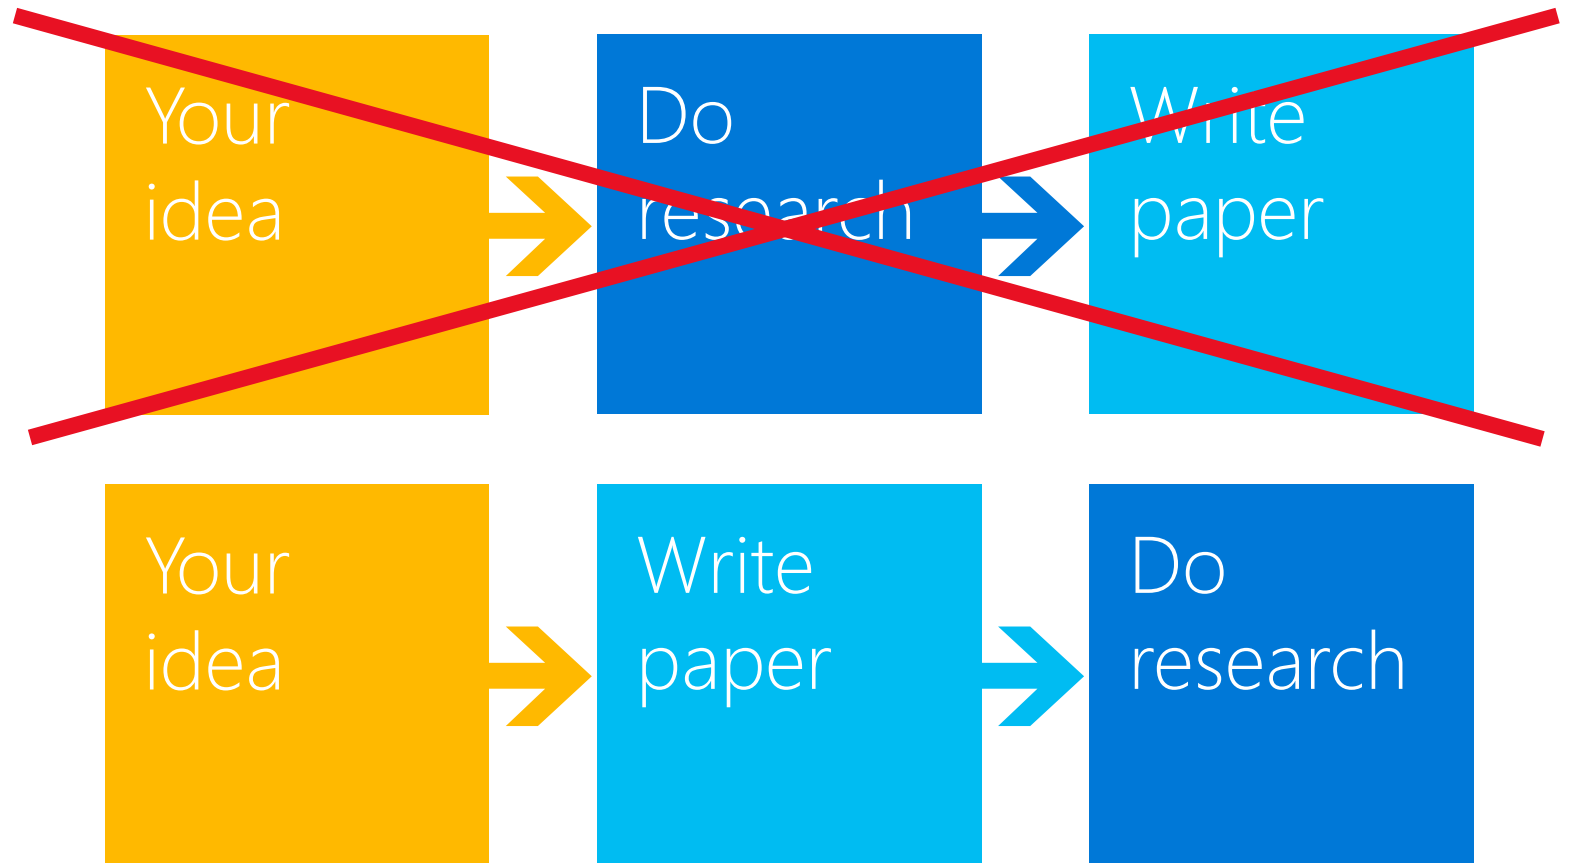 Your
idea
Do
research
Write
paper
Your
idea
Write
paper
Do
research